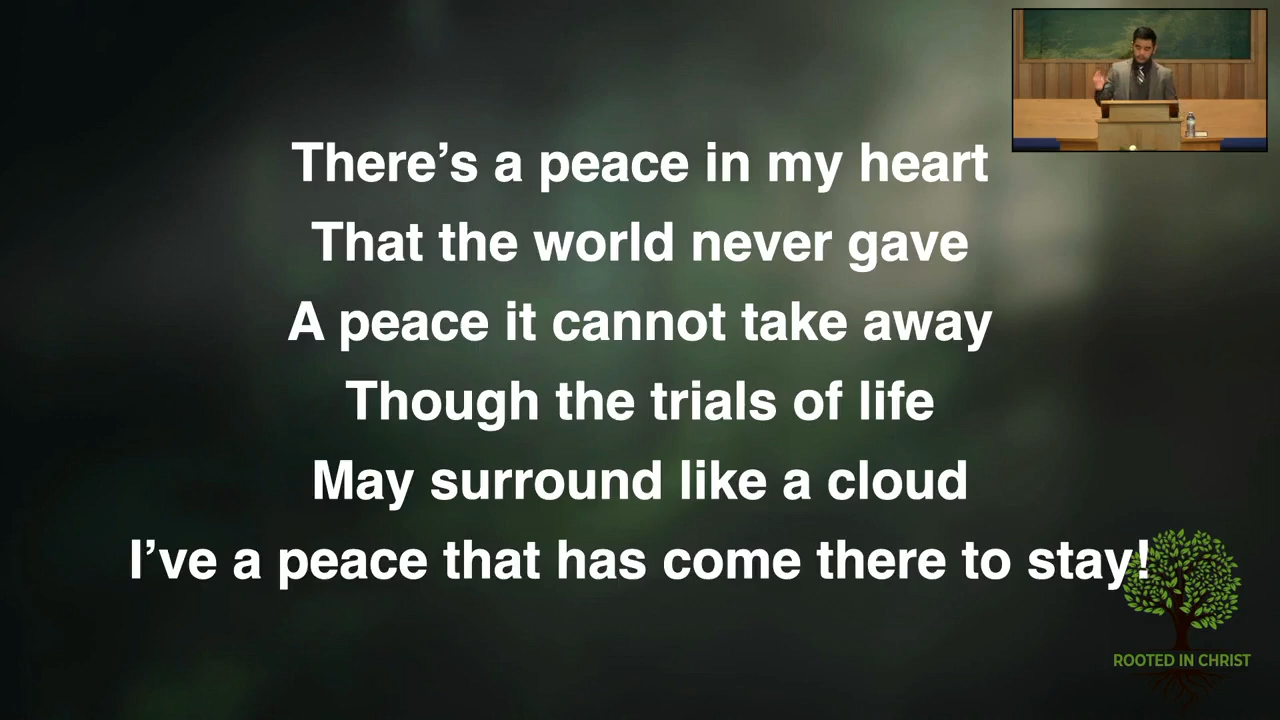 There’s a peace in my heart
That the world never gave
A peace it cannot take away
Though the trials of life
May surround like a cloud
I’ve a peace that has come there to stay!
ROOTED IN CHRIST